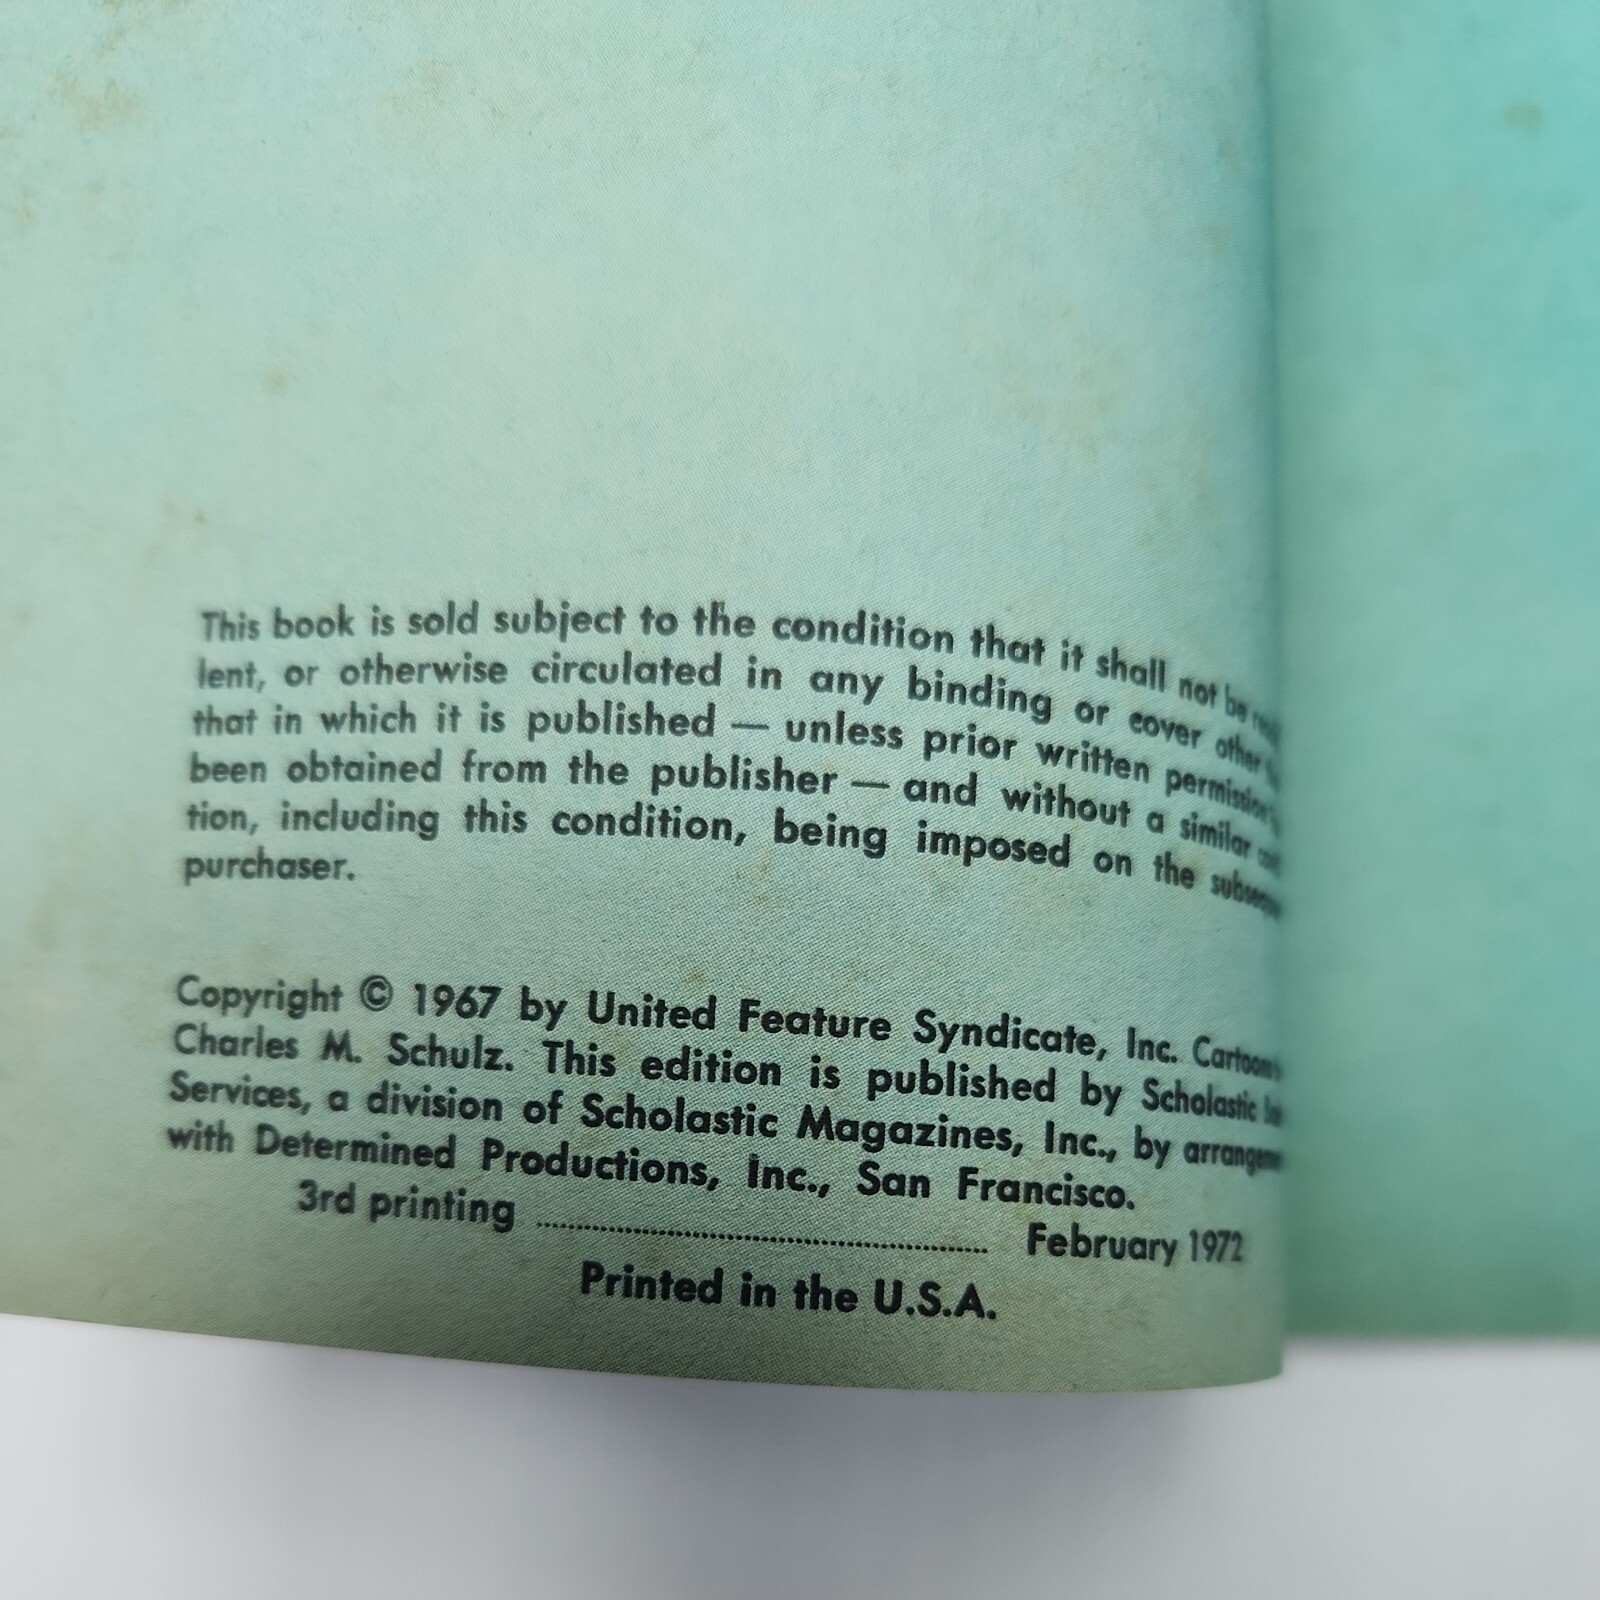 This book is sold subject to the condition that it shall not be
lent, or otherwise circulated in any binding or cover other
that in which it is published — unless prior written permission
been obtained from the publisher — and without a similar
tion, including this condition, being imposed on the
purchaser.
Copyright © 1967 by United Feature Syndicate, Inc. Cartoon
Charles M. Schulz. This edition is published by Scholastic
Services, a division of Scholastic Magazines, Inc., by
with Determined Productions, Inc., San Francisco.
3rd printing ........................ February 1972
Printed in the U.S.A.